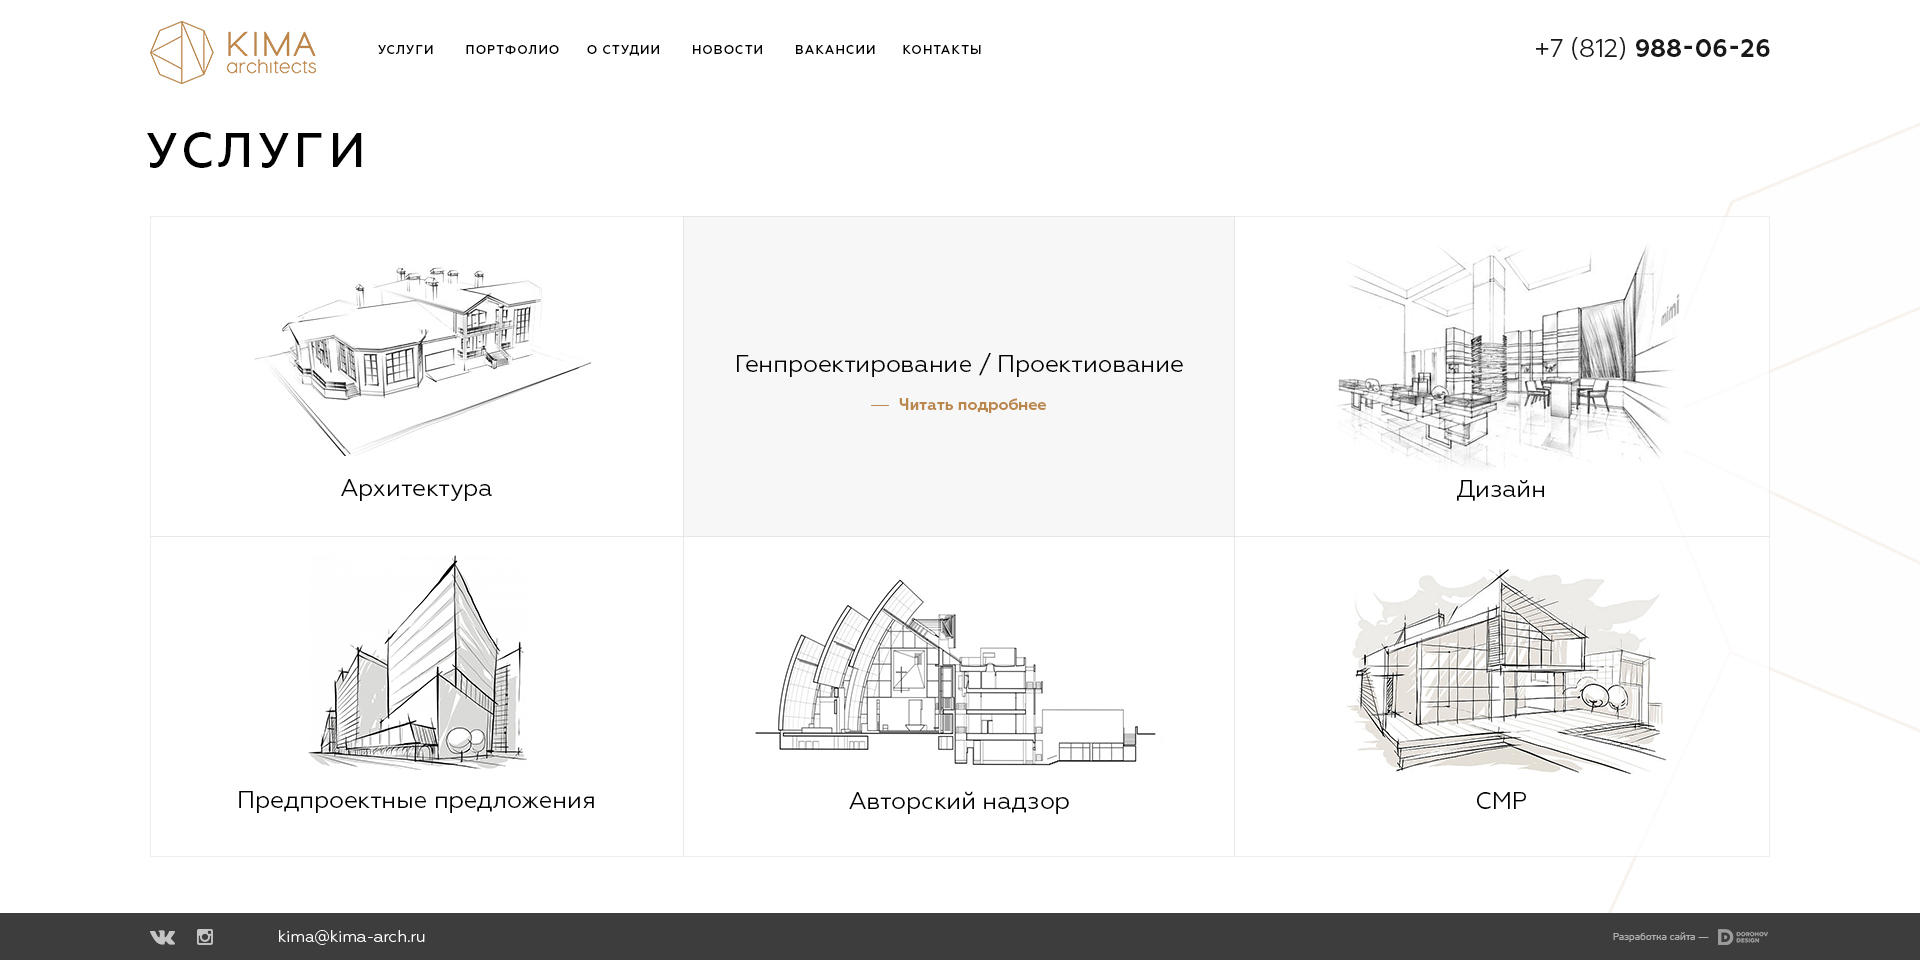 KIMA
architects
УСЛУГИ ПОРТФОЛИО О СТУДИИ НОВОСТИ ВАКАНСИИ КОНТАКТЫ
+7 (812) 988-06-26
УСЛУГИ
Архитектура
Генпроектирование / Проектиование
— Читать подробнее
mimi
Дизайн
Предпроектные предложения
Авторский надзор
СМР
kima@kima-arch.ru
Разработка сайта —
DOROHOV
DESIGN